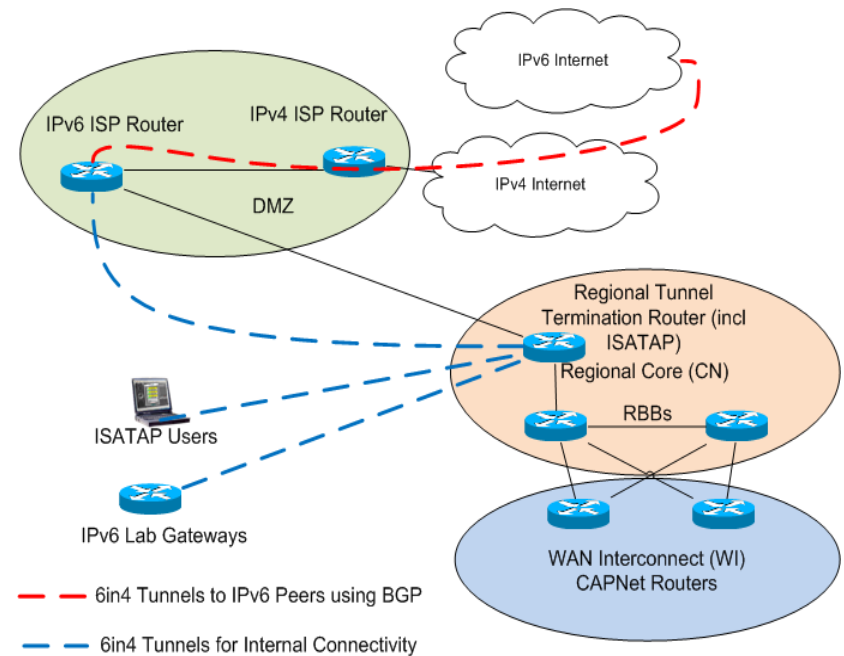 IPv6 Internet
IPv4 ISP Router
IPv6 ISP Router
IPv4 Internet
DMZ
Regional Tunnel
Termination Router (incl
ISATAP)
Regional Core (CN)
RBBs
ISATAP Users
IPv6 Lab Gateways
WAN Interconnect (WI)
CAPNet Routers
6in4 Tunnels to IPv6 Peers using BGP
6in4 Tunnels for Internal Connectivity